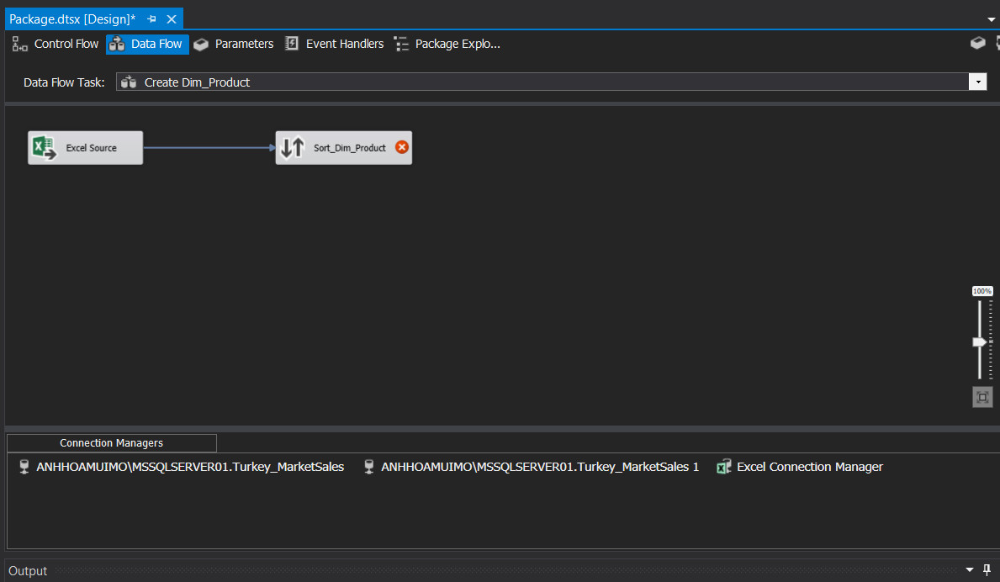 Package.dtsx [Design]*
Control Flow Data Flow Parameters Event Handlers Package Explo...
Data Flow Task: Create Dim_Product
Excel Source Sort_Dim_Product
100%
Connection Managers
ANHHOAMUIMO\MSSQLSERVER01.Turkey_MarketSales ANHHOAMUIMO\MSSQLSERVER01.Turkey_MarketSales 1 Excel Connection Manager
Output